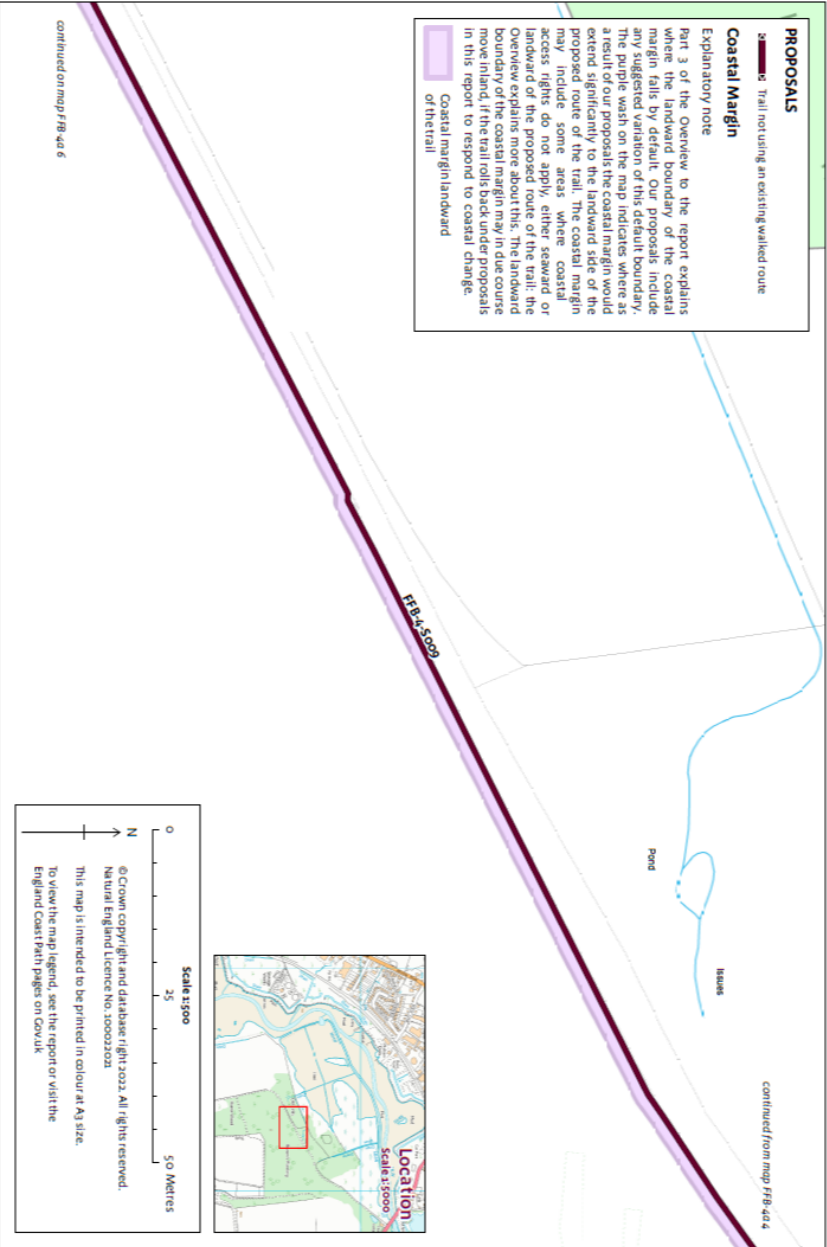 PROPOSALS
Trail not using an existing walked route
Coastal Margin
Explanatory note
Part 3 of the Overview to the report explains
where the landward boundary of the coastal
margin falls by default. Our proposals include
any suggested variation of this default boundary.
The purple wash on the map indicates where as
a result of our proposals the coastal margin would
extend significantly to the landward side of the
proposed route of the trail. The coastal margin
may include some areas where coastal
access rights do not apply, either seaward or
landward of the proposed route of the trail: the
Overview explains more about this. The landward
boundary of the coastal margin may in due course
move inland, if the trail rolls back under proposals
in this report to respond to coastal change.
Coastal margin landward
of the trail
continued on map FFB-4a 6
FFB-4-S009
Pond
Issues
continued from map FFB-4a 4
Location
Scale 1:5000
Scale 1:500
0 25 50 Metres
N
© Crown copyright and database right 2022. All rights reserved.
Natural England Licence No. 100022021
This map is intended to be printed in colour at A3 size.
To view the map legend, see the report or visit the
England Coast Path pages on Gov.uk